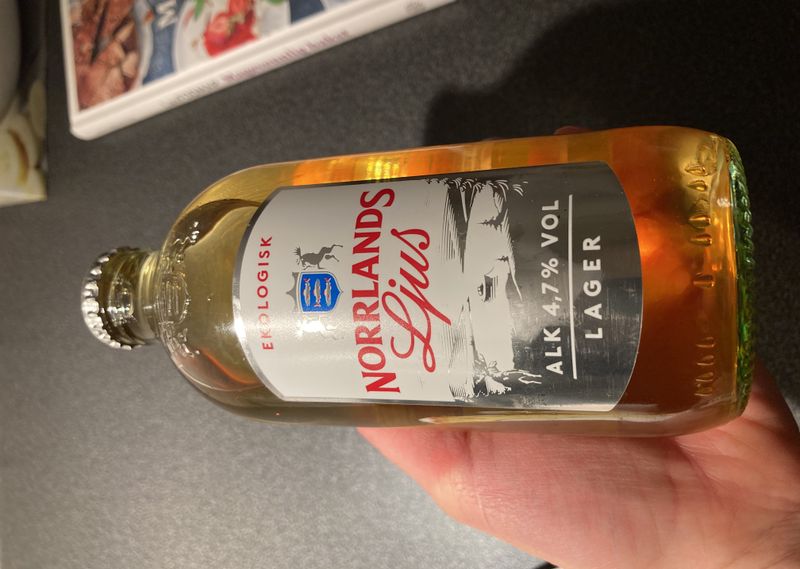 EKOLOGISK
NORRLANDS
Ljus
ALK 4,7% VOL
LAGER